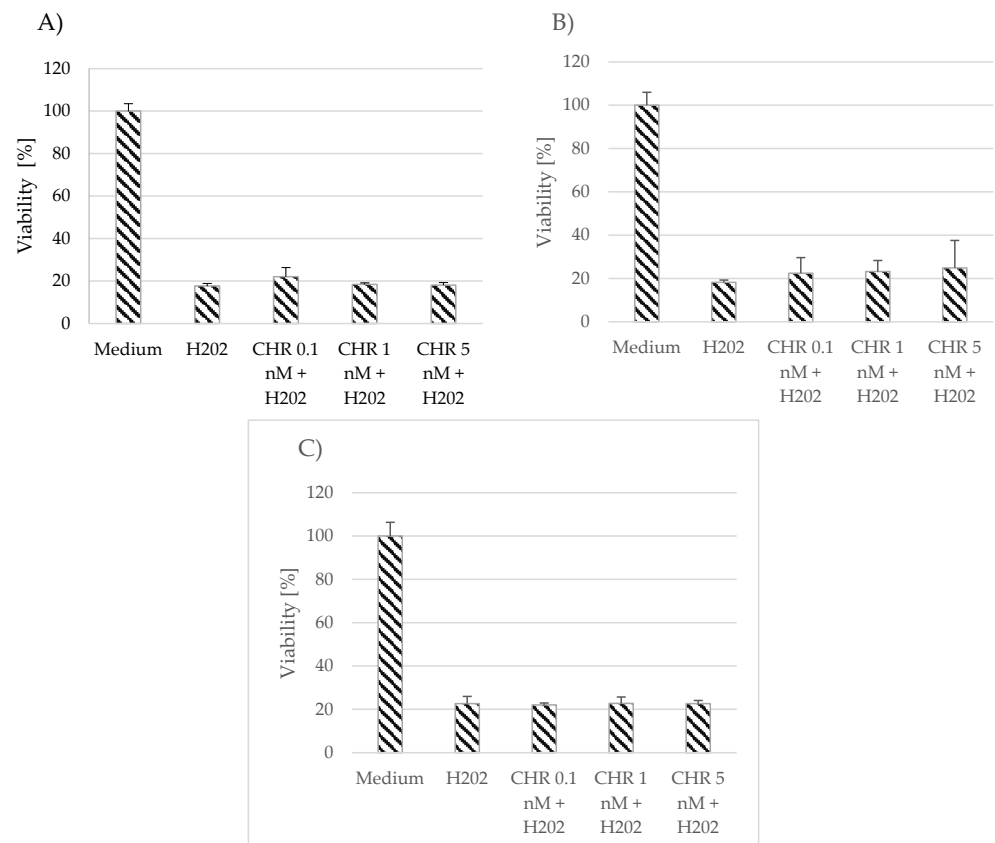 A)
Viability [%]
120
100
80
60
40
20
0
Medium H202 CHR 0.1 CHR 1 CHR 5
nM + nM + nM +
H202 H202 H202
B)
Viability [%]
120
100
80
60
40
20
0
Medium H202 CHR 0.1 CHR 1 CHR 5
nM + nM + nM +
H202 H202 H202
C)
Viability [%]
120
100
80
60
40
20
0
Medium H202 CHR 0.1 CHR 1 CHR 5
nM + nM + nM +
H202 H202 H202